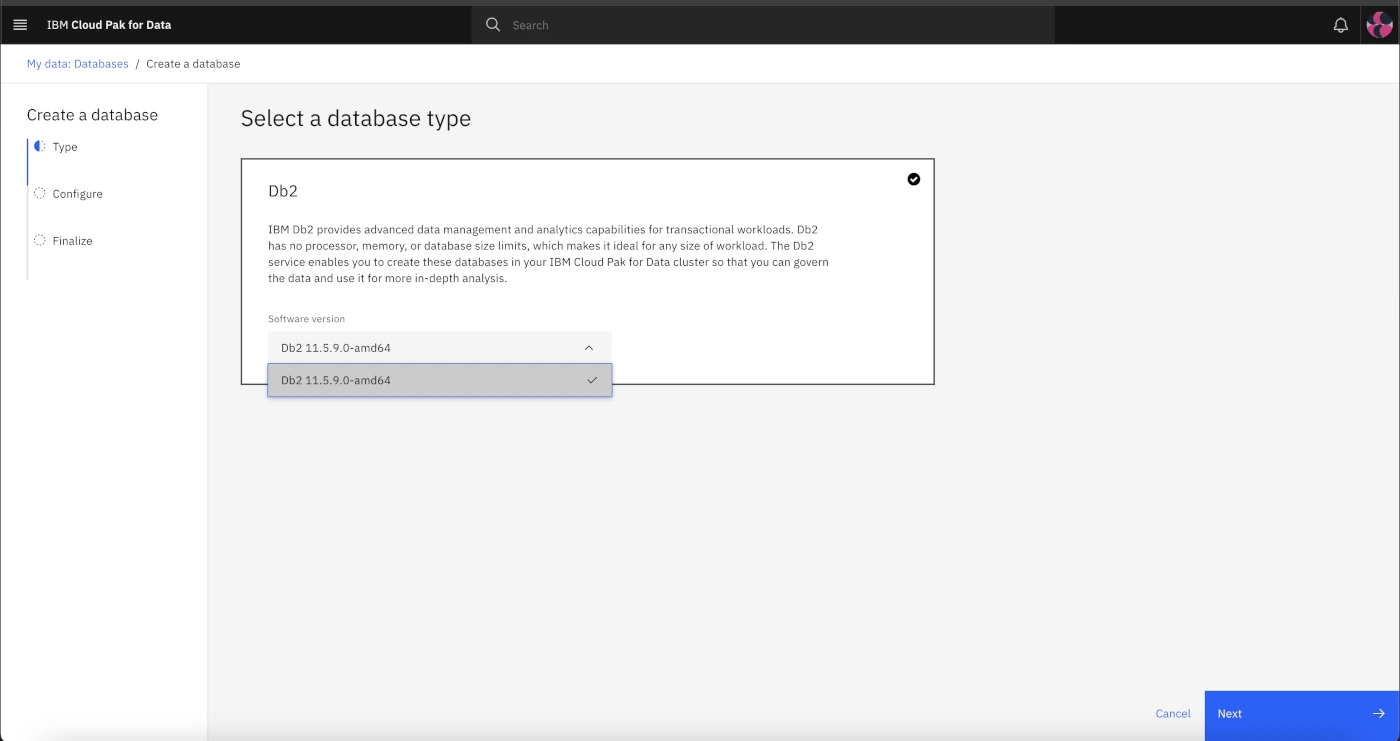 IBM Cloud Pak for Data
Search
My data: Databases / Create a database
Create a database
Type
Configure
Finalize
Select a database type
Db2
IBM Db2 provides advanced data management and analytics capabilities for transactional workloads. Db2
has no processor, memory, or database size limits, which makes it ideal for any size of workload. The Db2
service enables you to create these databases in your IBM Cloud Pak for Data cluster so that you can govern
the data and use it for more in-depth analysis.
Software version
Db2 11.5.9.0-amd64
Db2 11.5.9.0-amd64
Cancel
Next